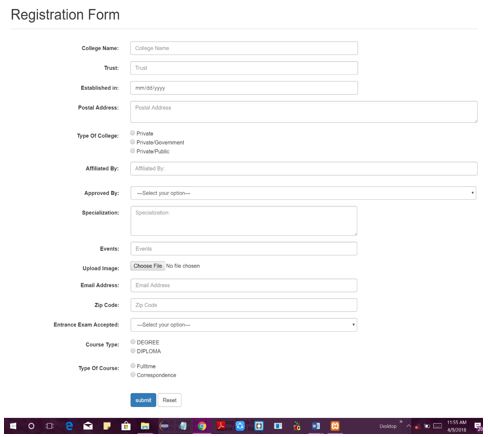 Registration Form
College Name: College Name
Trust: Trust
Established in: mm/dd/yyyy
Postal Address: Postal Address
Type Of College: Private
Private/Government
Private/Public
Affiliated By: Affiliated By:
Approved By: ---Select your option---
Specialization: Specialization
Events: Events
Upload Image: Choose File No file chosen
Email Address: Email Address
Zip Code: Zip Code
Entrance Exam Accepted: ---Select your option---
Course Type: DEGREE
DIPLOMA
Type Of Course: Fulltime
Correspondence
submit Reset
11:55 AM
Desktop
4/5/2018